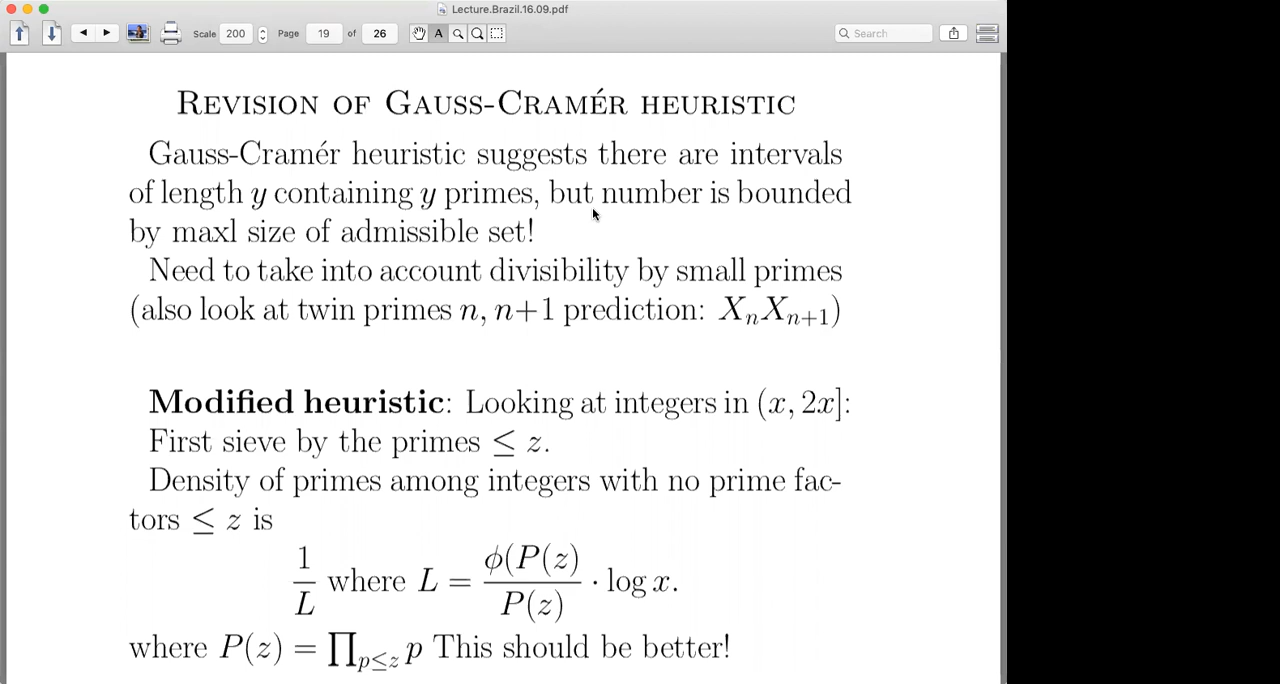 Lecture.Brazil.16.09.pdf
Scale 200 Page 19 of 26 A Search
REVISION OF GAUSS-CRAMÉR HEURISTIC
Gauss-Cramér heuristic suggests there are intervals
of length y containing y primes, but number is bounded
by maxl size of admissible set!
Need to take into account divisibility by small primes
(also look at twin primes n, n+1 prediction: XₙXₙ₊₁)
Modified heuristic: Looking at integers in (x, 2x]:
First sieve by the primes ≤ z.
Density of primes among integers with no prime fac-
tors ≤ z is
1/L where L = ϕ(P(z)/P(z) · log x.
where P(z) = ∏_{p≤z} p This should be better!